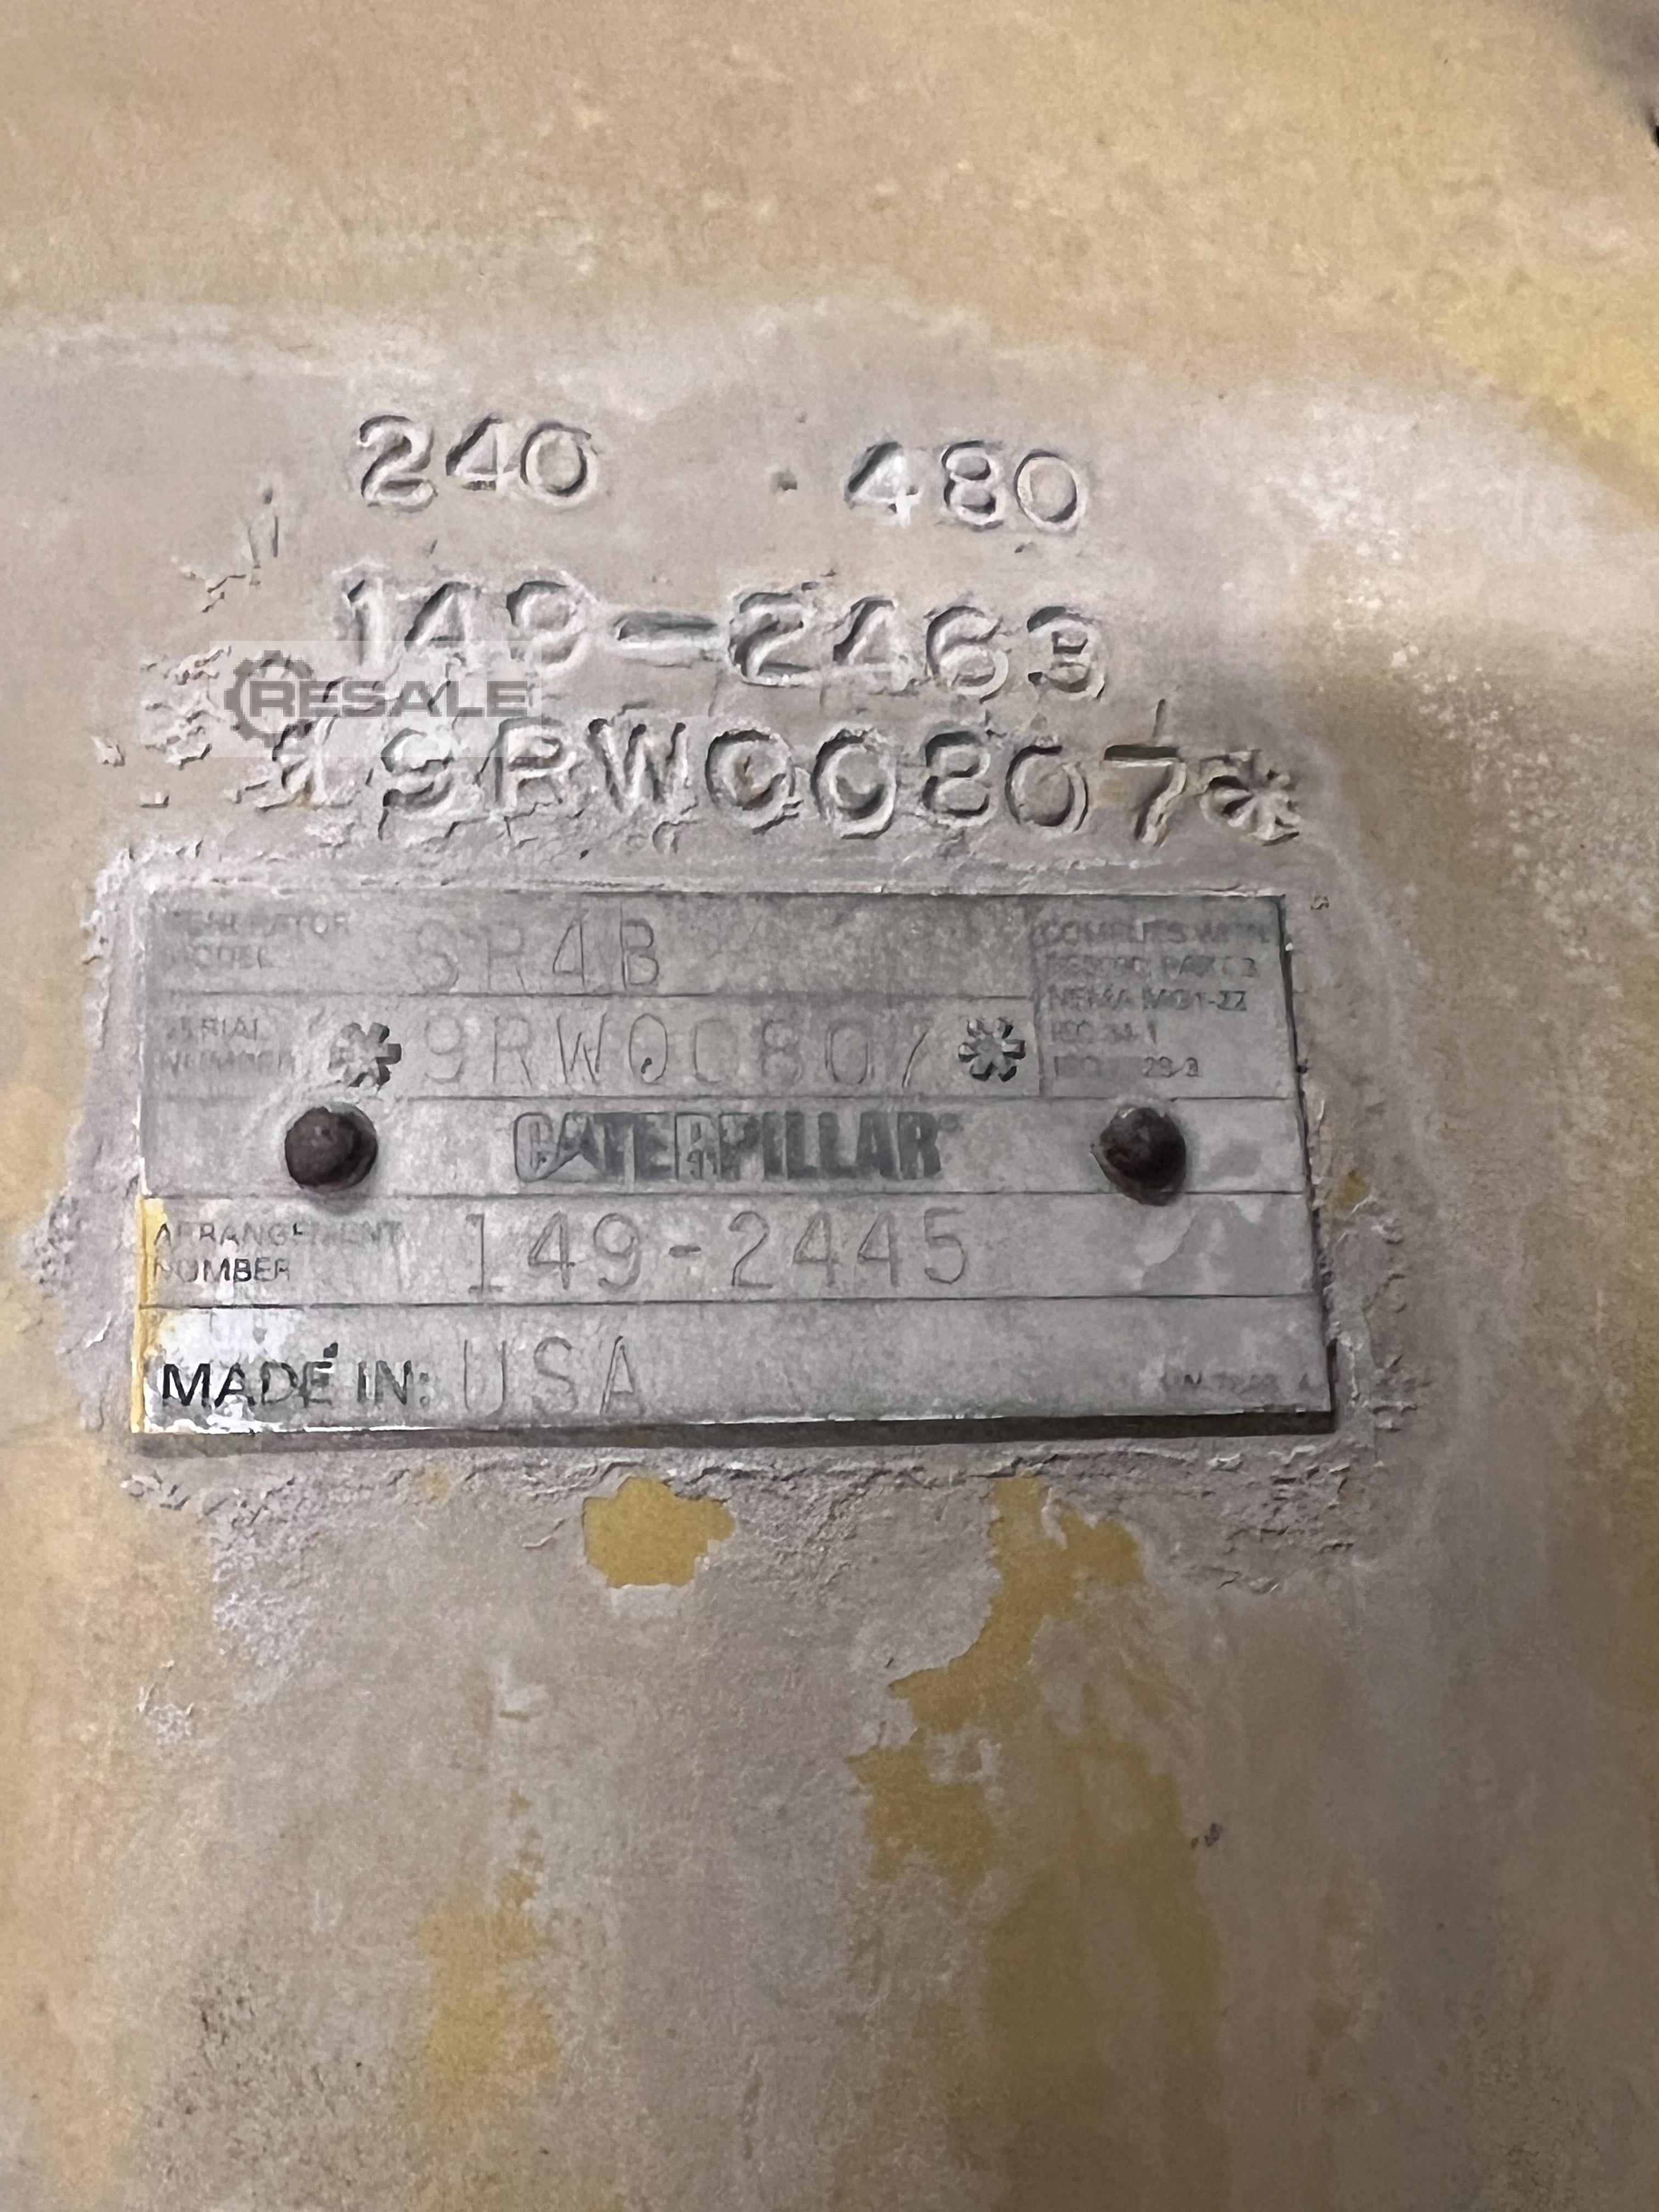 240 480
149-2463
RESALE
*9RW00807*
GENERATOR
MODEL SR4B
COMPLIES WITH
NEMA MG1-22
IEC 34-1
SERIAL
NUMBER *9RW00807*
CATERPILLAR®
ARRANGEMENT
NUMBER 149-2445
MADE IN: USA